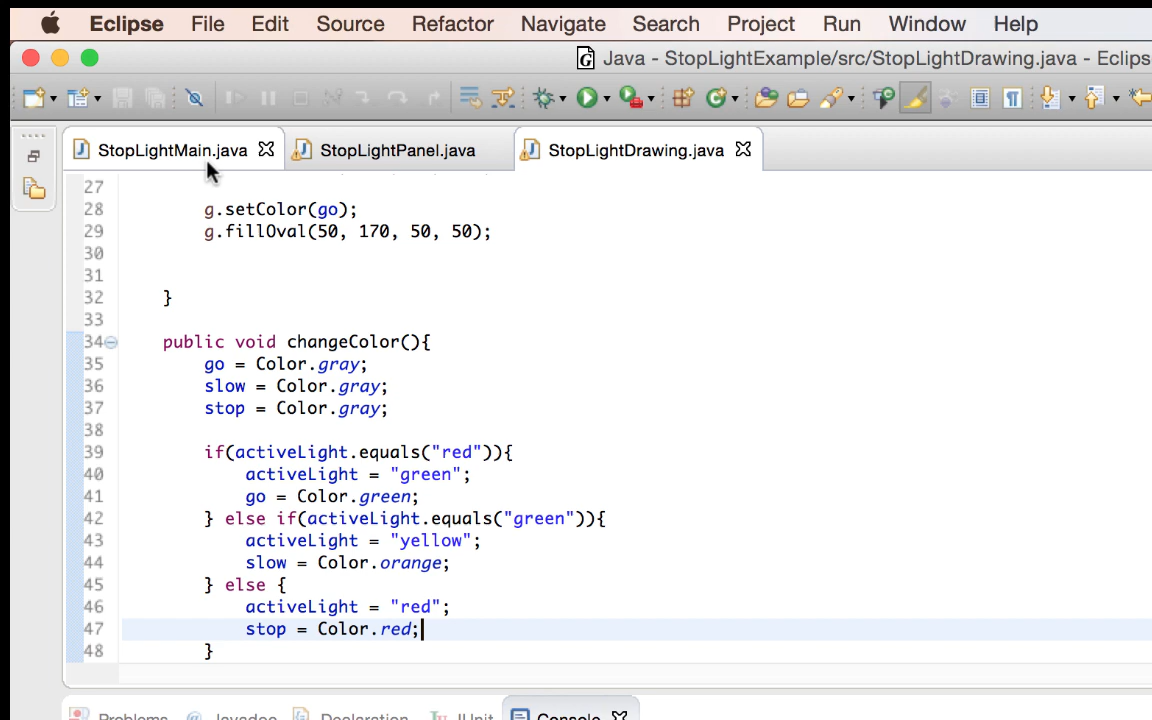 Eclipse File Edit Source Refactor Navigate Search Project Run Window Help
Java - StopLightExample/src/StopLightDrawing.java - Eclips
StopLightMain.java StopLightPanel.java StopLightDrawing.java
27
28 g.setColor(go);
29 g.fillOval(50, 170, 50, 50);
30
31
32 }
33
34 public void changeColor(){
35 go = Color.gray;
36 slow = Color.gray;
37 stop = Color.gray;
38
39 if(activeLight.equals("red")){
40 activeLight = "green";
41 go = Color.green;
42 } else if(activeLight.equals("green")){
43 activeLight = "yellow";
44 slow = Color.orange;
45 } else {
46 activeLight = "red";
47 stop = Color.red;
48 }
Problems @ Javadoc Declaration JUnit Console